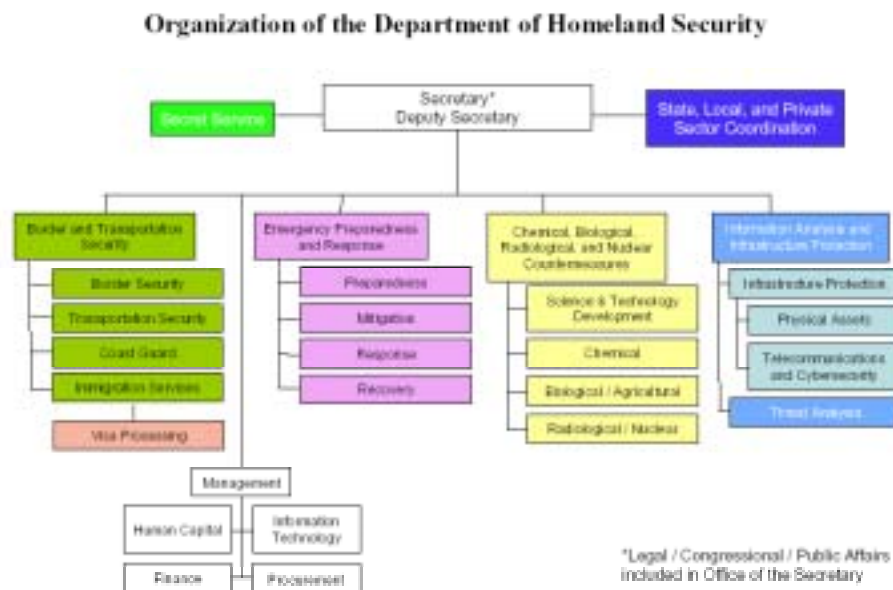 Organization of the Department of Homeland Security
Secretary*
Deputy Secretary
Secret Service
State, Local, and Private
Sector Coordination
Border and Transportation
Security
Border Security
Transportation Security
Coast Guard
Immigration Services
Visa Processing
Emergency Preparedness
and Response
Preparedness
Mitigation
Response
Recovery
Chemical, Biological,
Radiological, and Nuclear
Countermeasures
Science & Technology
Development
Chemical
Biological / Agricultural
Radiological / Nuclear
Information Analysis and
Infrastructure Protection
Infrastructure Protection
Physical Assets
Telecommunications
and Cybersecurity
Threat Analysis
Management
Human Capital
Information
Technology
Finance
Procurement
*Legal / Congressional / Public Affairs
included in Office of the Secretary